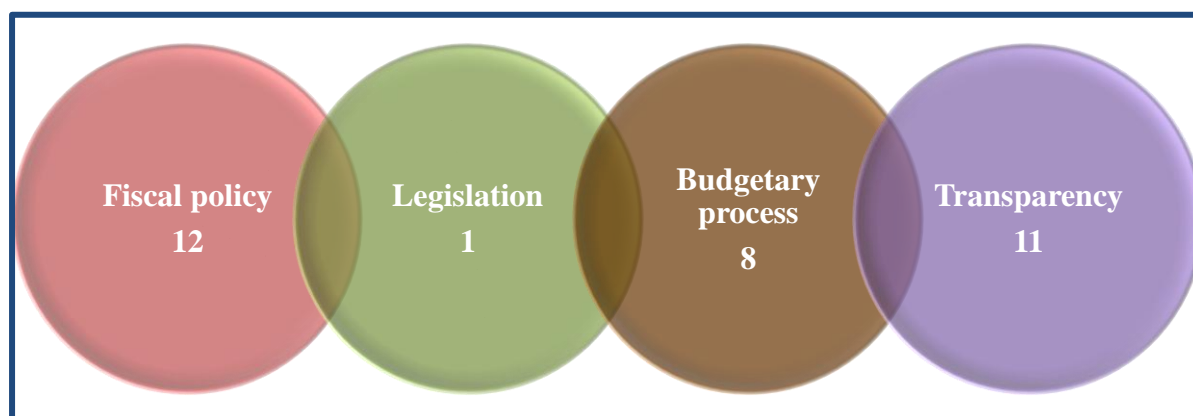 Fiscal policy
12
Legislation
1
Budgetary
process
8
Transparency
11